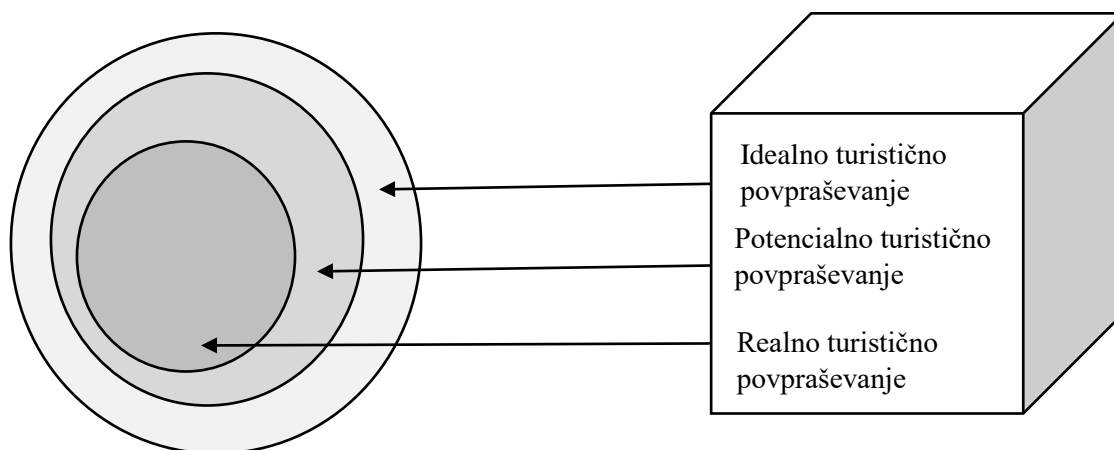 Idealno turistično
povpraševanje
Potencialno turistično
povpraševanje
Realno turistično
povpraševanje